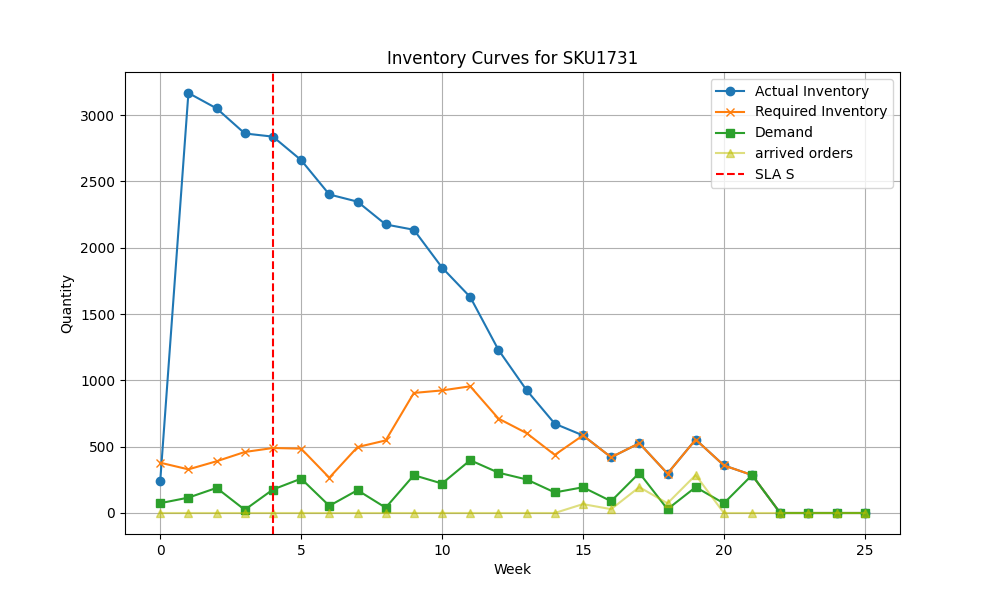 Inventory Curves for SKU1731
Actual Inventory
Required Inventory
Demand
arrived orders
SLA S
Quantity
3000
2500
2000
1500
1000
500
0
0 5 10 15 20 25
Week